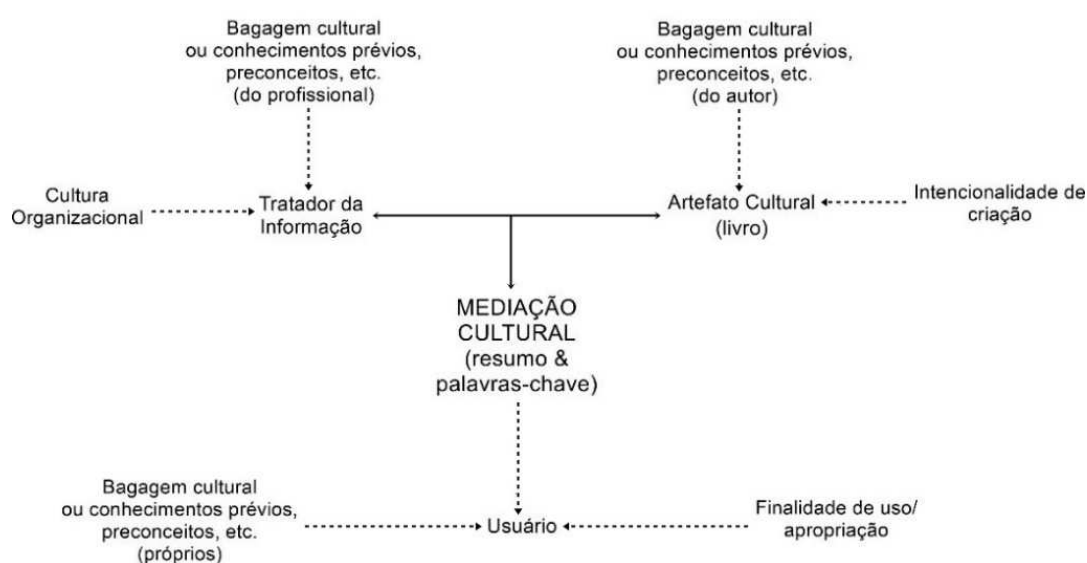 Bagagem cultural
ou conhecimentos prévios,
preconceitos, etc.
(do profissional)
Bagagem cultural
ou conhecimentos prévios,
preconceitos, etc.
(do autor)
Cultura
Organizacional
Tratador da
Informação
Artefato Cultural
(livro)
Intencionalidade de
criação
MEDIAÇÃO
CULTURAL
(resumo &
palavras-chave)
Bagagem cultural
ou conhecimentos prévios,
preconceitos, etc.
(próprios)
Usuário
Finalidade de uso/
apropriação